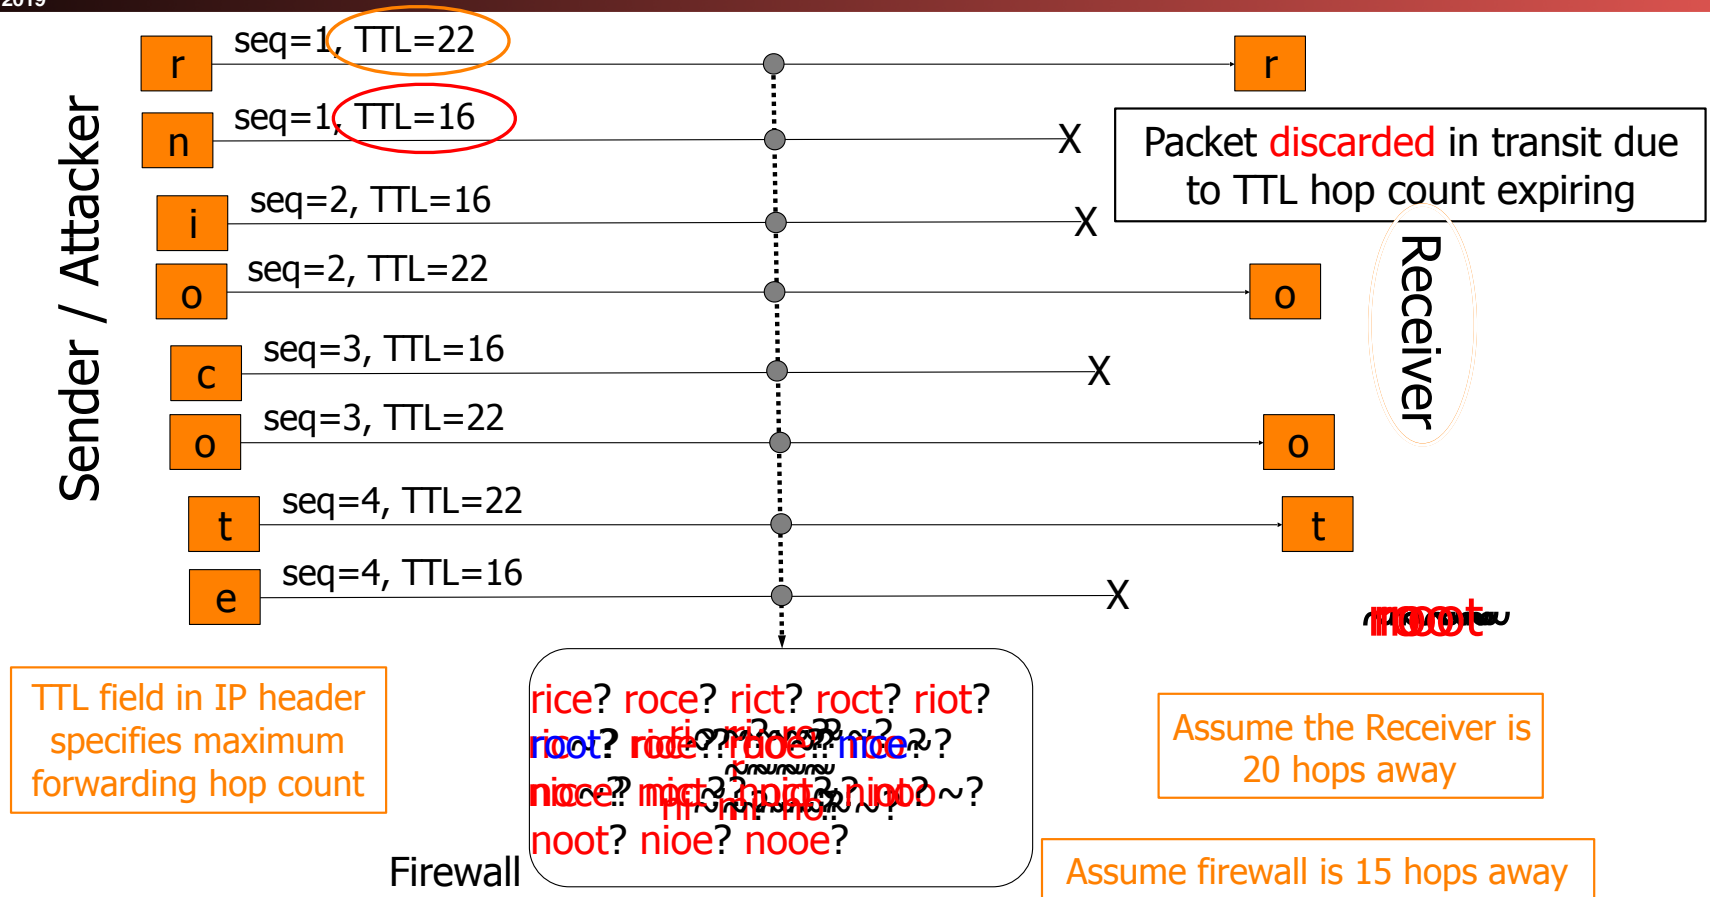 2019
Sender / Attacker
r
seq=1, TTL=22
r
n
seq=1, TTL=16
X
Packet discarded in transit due
to TTL hop count expiring
i
seq=2, TTL=16
X
o
seq=2, TTL=22
o
Receiver
c
seq=3, TTL=16
X
o
seq=3, TTL=22
o
t
seq=4, TTL=22
t
e
seq=4, TTL=16
X
root
TTL field in IP header
specifies maximum
forwarding hop count
rice? roce? rict? roct? riot?
root? nice
noot? nioe? nooe?
Firewall
Assume the Receiver is
20 hops away
Assume firewall is 15 hops away